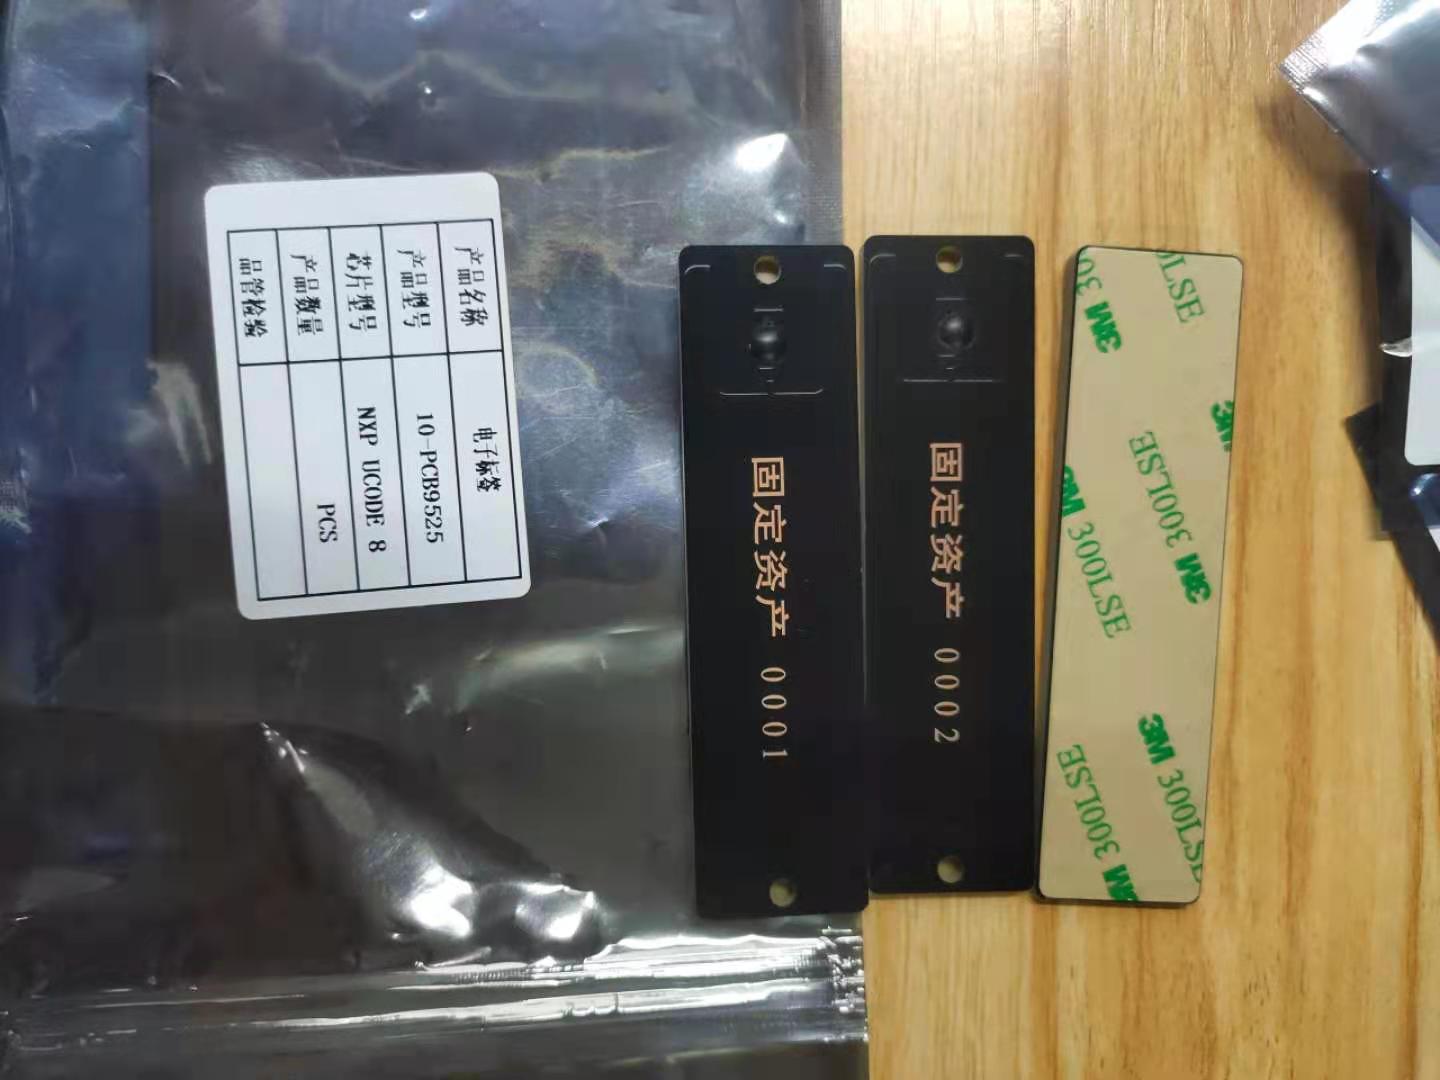 产品名称 电子标签
产品型号 10-PCB9525
芯片型号 NXP UCODE 8
产品数量 PCS
品管检验
固定资产 0001
固定资产 0002
3M 300LSE
3M 300LSE
3M 300LSE
3M 300LSE
3M 300LSE